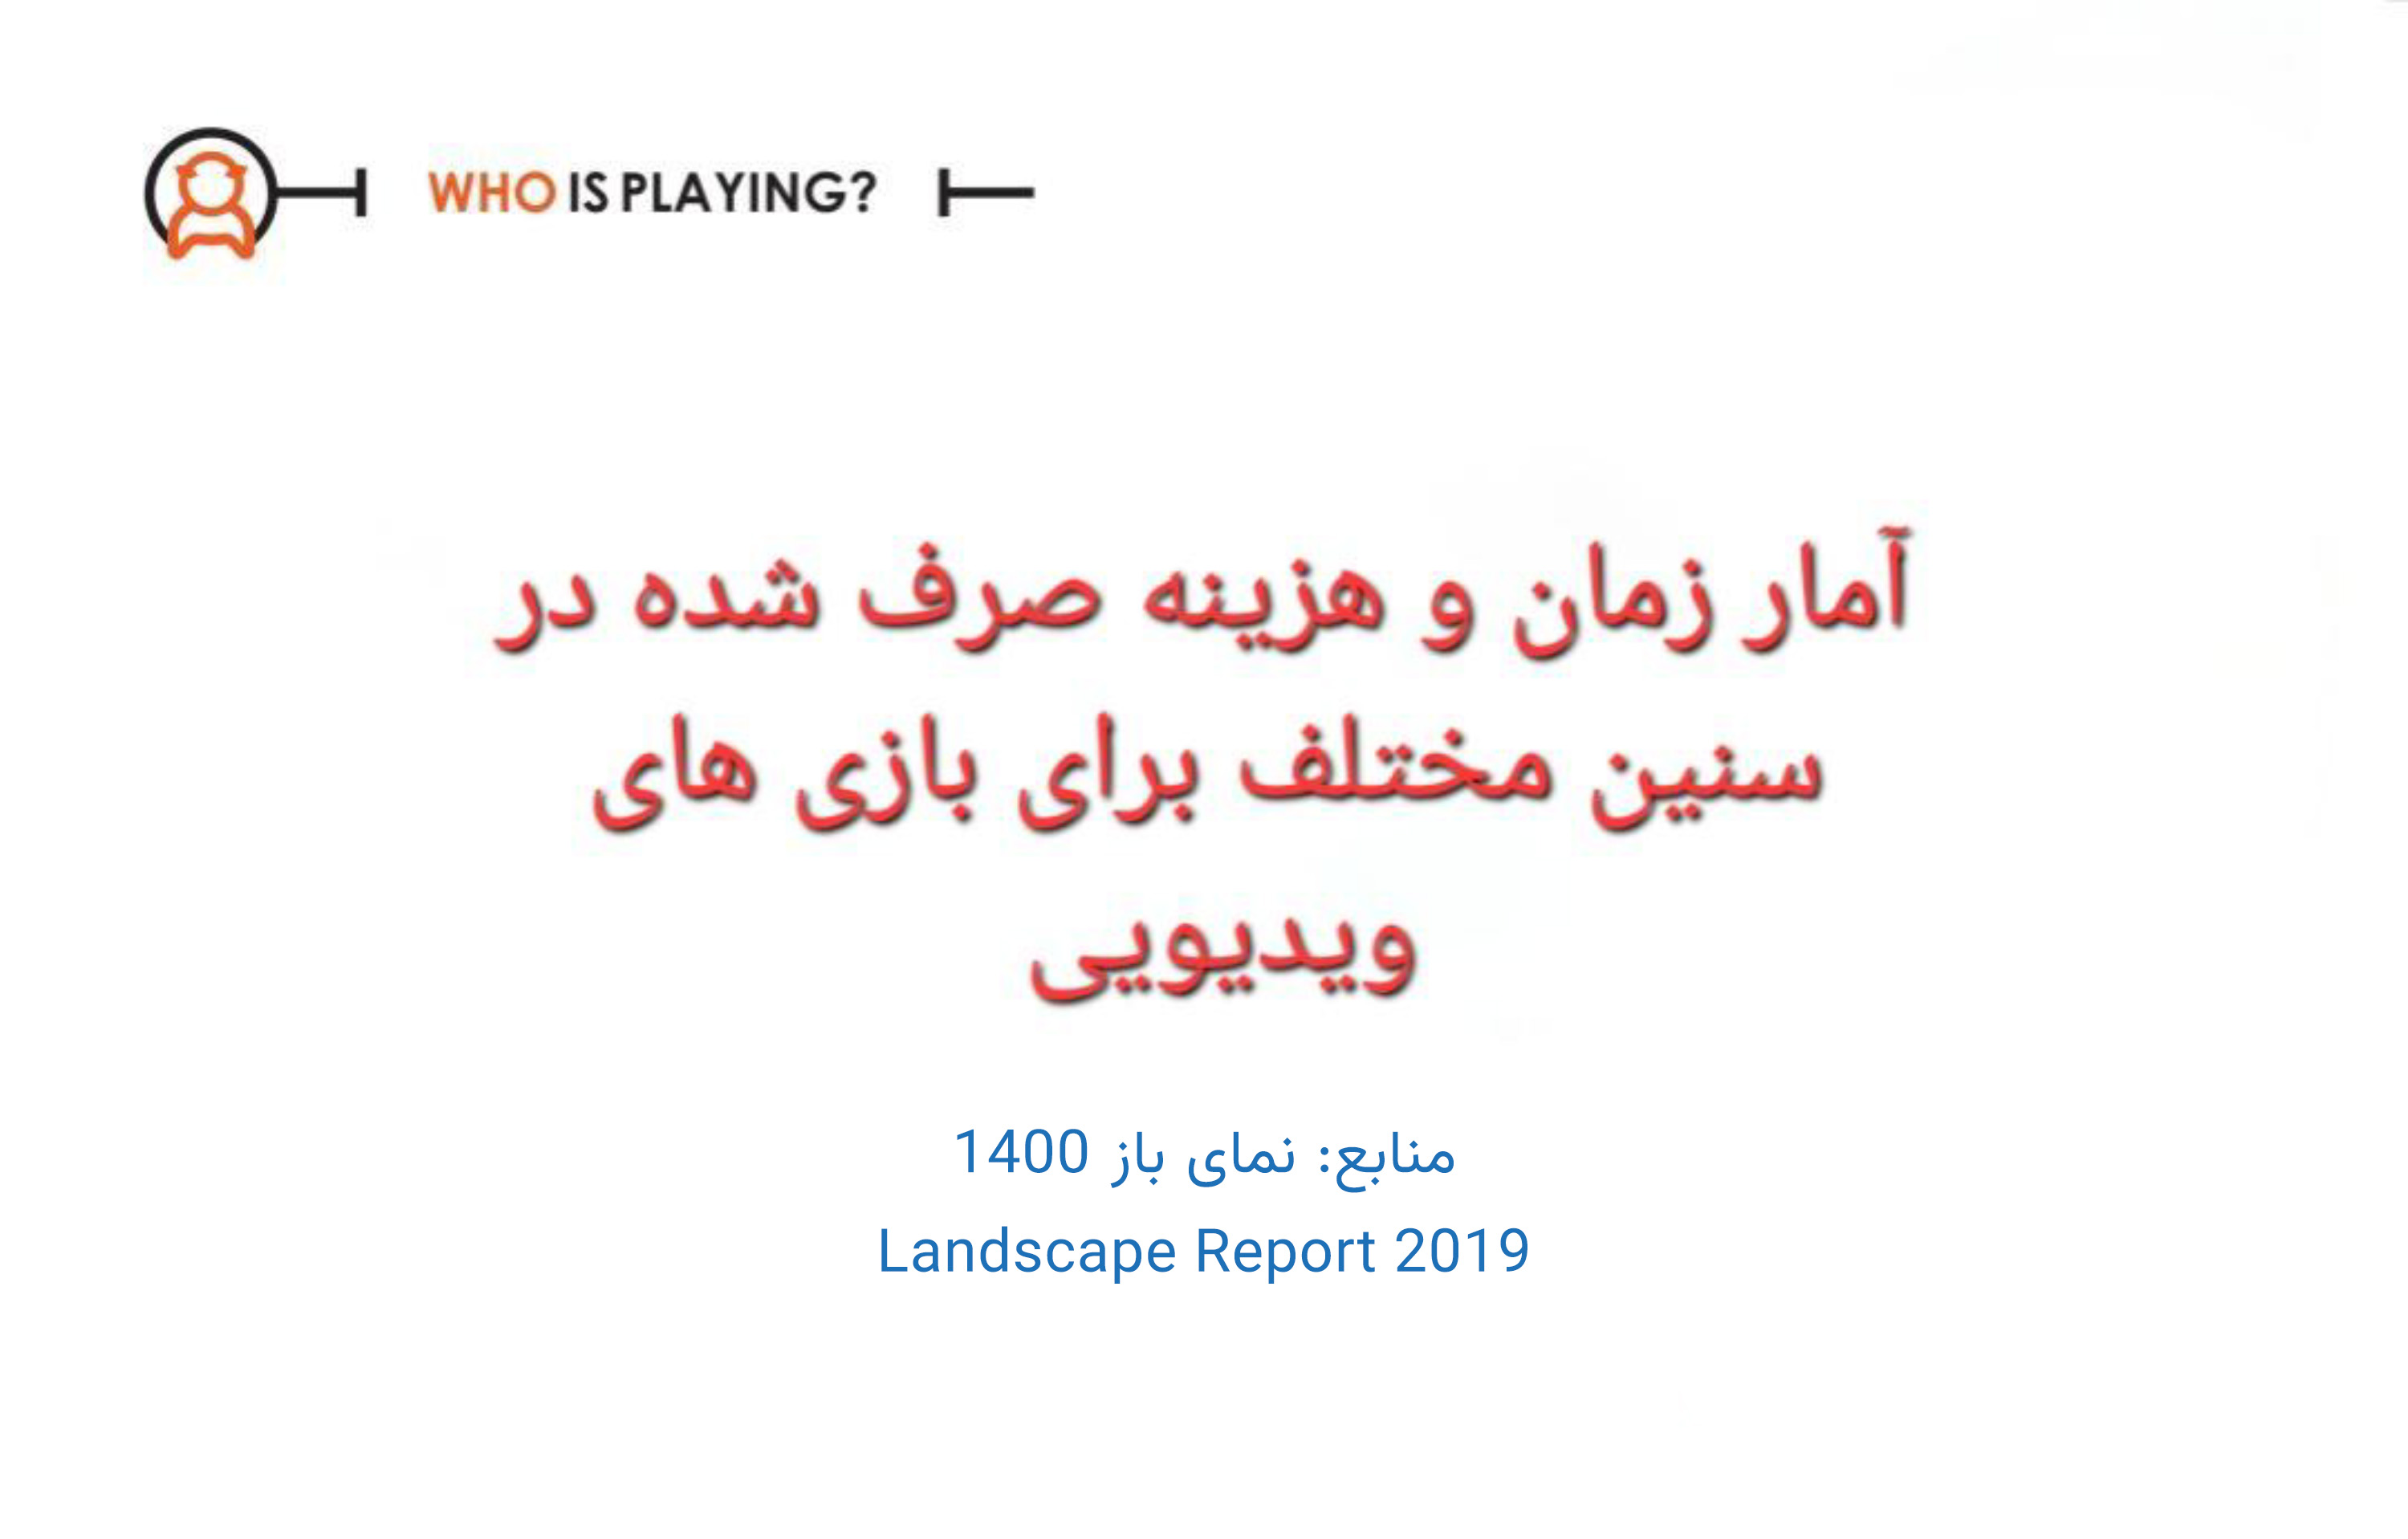 WHO IS PLAYING?
آمار زمان و هزینه صرف شده در
سنین مختلف برای بازی های
ویدیویی
منابع: نمای باز 1400
Landscape Report 2019